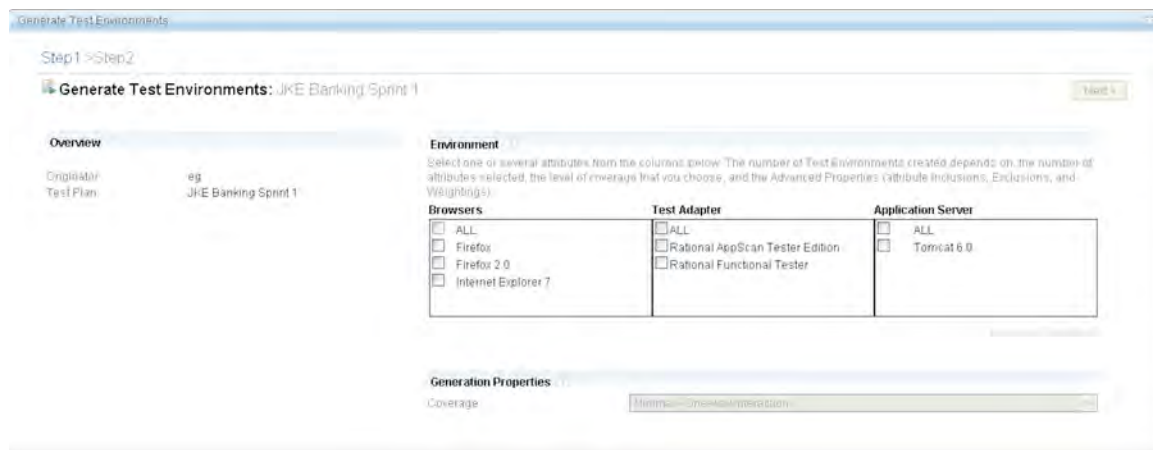 Generate Test Environments
Step1 >Step2
Generate Test Environments: JKE Banking Sprint 1
Next >
Overview
Originator eg
Test Plan JKE Banking Sprint 1
Environment
Select one or several attributes from the columns below. The number of Test Environments created depends on, the number of
attributes selected, the level of coverage that you choose, and the Advanced Properties (attribute Inclusions, Exclusions, and
Weightings).
Browsers
ALL
Firefox
Firefox 2.0
Internet Explorer 7
Test Adapter
ALL
Rational AppScan Tester Edition
Rational Functional Tester
Application Server
ALL
Tomcat 6.0
Generation Properties
Coverage Minimal